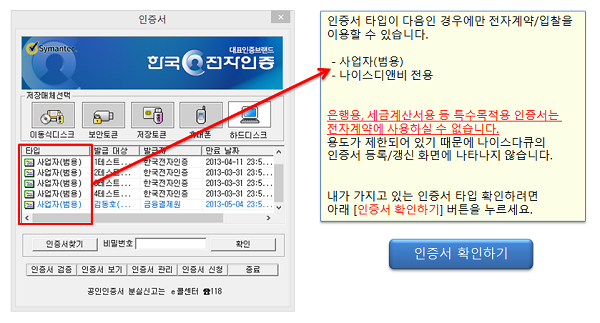 인증서
Symantec.
대표인증브랜드
한국전자인증
저장매체선택
이동식디스크 보안토큰 저장토큰 휴대폰 하드디스크
타입 발급 대상 발급자 만료 날짜
사업자(범용) 1테스트... 한국전자인증 2013-04-11 23:5...
사업자(범용) 한국전자인증 2013-03-31 23:5...
사업자(범용) 3테스트... 한국전자인증 2013-03-31 23:5...
사업자(범용) 4테스트... 한국전자인증 2013-03-31 23:5...
사업자(범용) 김동호(... 금융결제원 2013-05-04 23:5...
인증서찾기 비밀번호 확인
인증서 검증 인증서 보기 인증서 관리 인증서 신청 종료
공인인증서 분실신고는 e콜센터 ☎118
인증서 타입이 다음인 경우에만 전자계약/입찰을
이용할 수 있습니다.
- 사업자(범용)
- 나이스디앤비 전용
은행용, 세금계산서용 등 특수목적용 인증서는
전자계약에 사용하실 수 없습니다.
용도가 제한되어 있기 때문에 나이스다큐의
인증서 등록/갱신 화면에 나타나지 않습니다.
내가 가지고 있는 인증서 타입 확인하려면
아래 [인증서 확인하기] 버튼을 누르세요.
인증서 확인하기